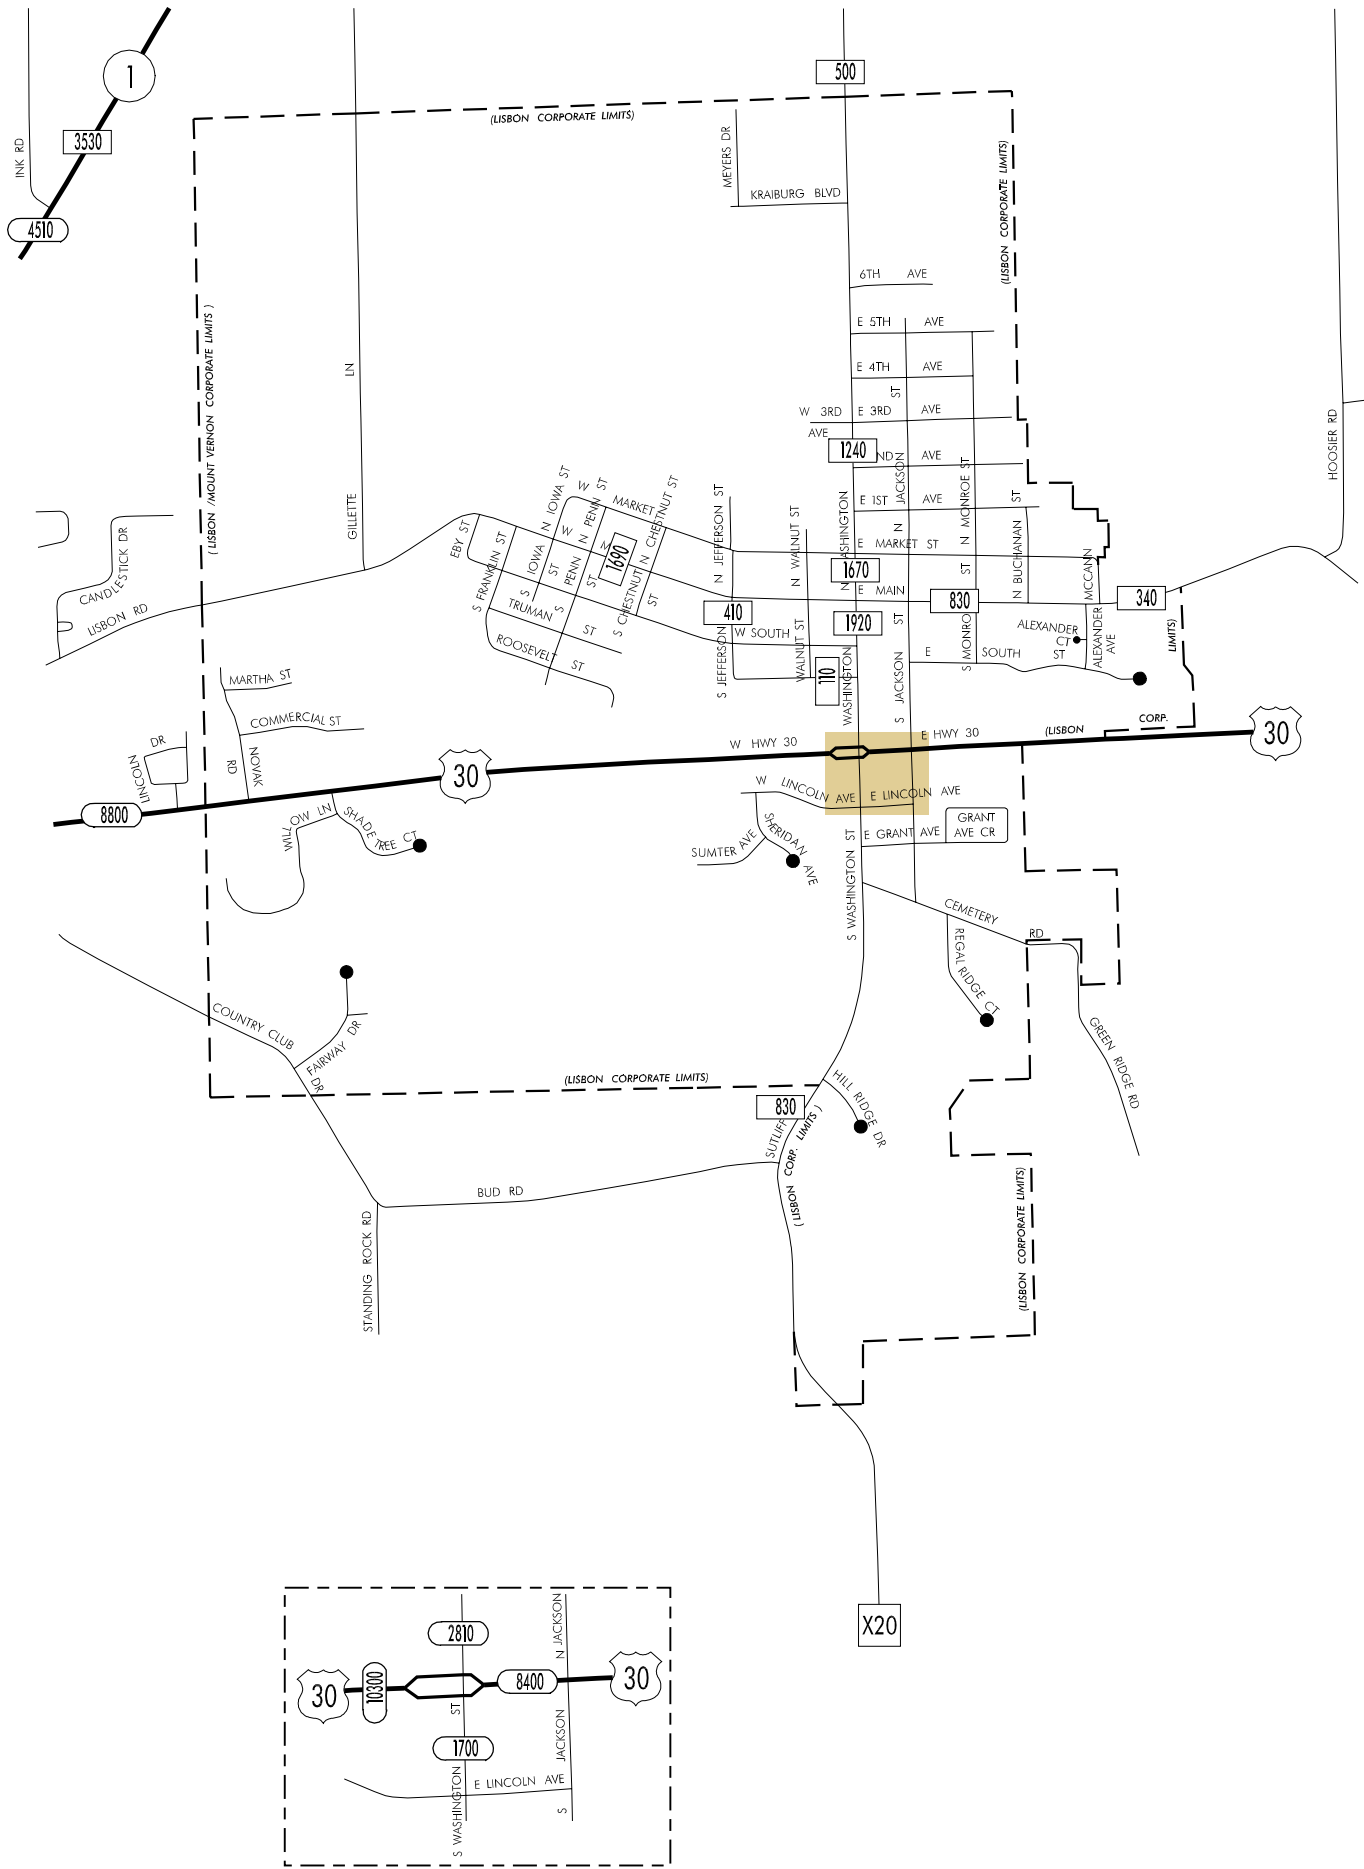 1
500
3530
INK RD
4510
(LISBON CORPORATE LIMITS)
MEYERS DR
KRAIBURG BLVD
(LISBON CORPORATE LIMITS)
6TH AVE
E 5TH AVE
( LISBON /MOUNT VERNON CORPORATE LIMITS )
GILLETTE LN
E 4TH AVE
ST
W 3RD AVE
E 3RD AVE
HOOSIER RD
1240
ND AVE
N JACKSON
E 1ST AVE
N MONROE ST
N BUCHANAN ST
N IOWA ST
W MARKET
N PENN ST
N CHESTNUT ST
N JEFFERSON ST
N WALNUT ST
N
ASHINGTON
E MARKET ST
MCCANN
CANDLESTICK DR
LISBON RD
EBY ST
S FRANKLIN ST
S IOWA ST
W M
1690
S PENN ST
S CHESTNUT ST
TRUMAN ST
ROOSEVELT ST
1670
E MAIN
ST
830
340
410
1920
W SOUTH
S JEFFERSON
WALNUT ST
110
WASHINGTON
S JACKSON ST
S MONRO
E SOUTH ST
ALEXANDER CT
ALEXANDER AVE
LIMITS)
MARTHA ST
COMMERCIAL ST
LINCOLN DR
NOVAK RD
W HWY 30
E HWY 30
(LISBON CORP.
30
30
8800
WILL
OW LN
SHADE
TREE CT
W LINCOLN AVE
E LINCOLN AVE
SUMTER AVE
SHERIDAN AVE
E GRANT AVE
GRANT
AVE CR
S WASHINGTON ST
CEMETERY RD
REGAL RIDGE CT
GREEN RIDGE RD
COUNTRY CLUB DR
FAIRWAY DR
(LISBON CORPORATE LIMITS)
HILL RIDGE DR
830
SUTLIFF
(LISBON CORP. LIMITS )
BUD RD
STANDING ROCK RD
(LISBON CORPORATE LIMITS)
X20
2810
N JACKSON
30
10300
8400
30
ST
1700
JACKSON
S
E LINCOLN AVE
S WASHINGTON